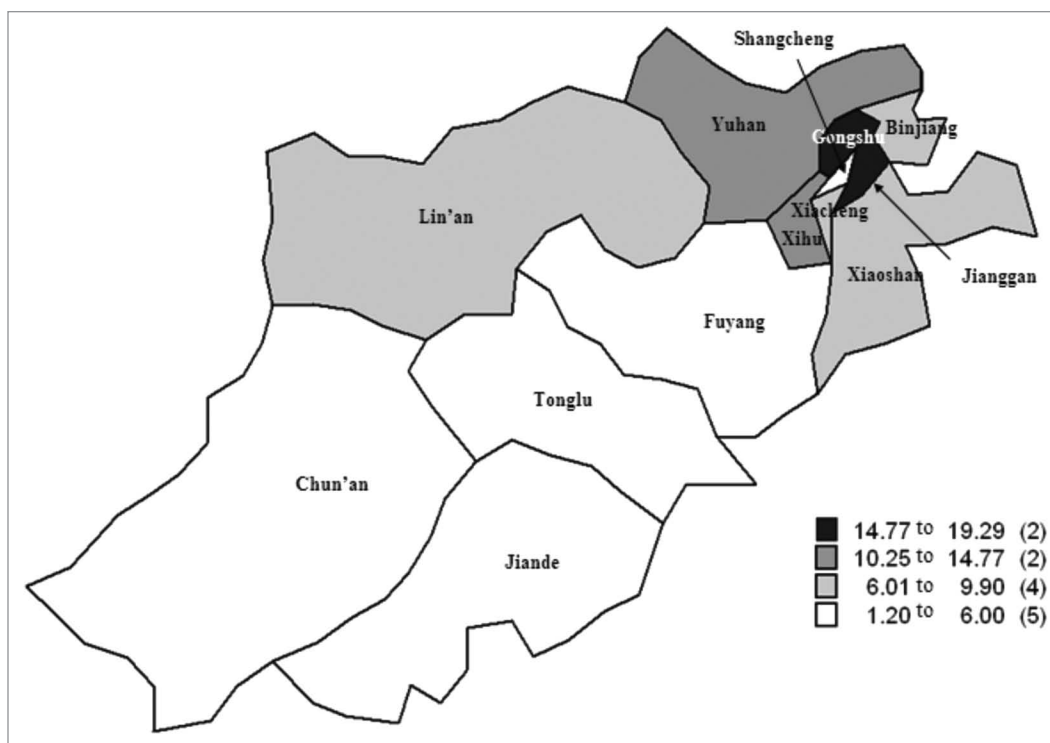 Shangcheng
Yuhan
Gongshu
Binjiang
Lin'an
Xiacheng
Xihu
Xiaoshan
Jianggan
Fuyang
Tonglu
Chun'an
Jiande
14.77 to 19.29 (2)
10.25 to 14.77 (2)
6.01 to 9.90 (4)
1.20 to 6.00 (5)